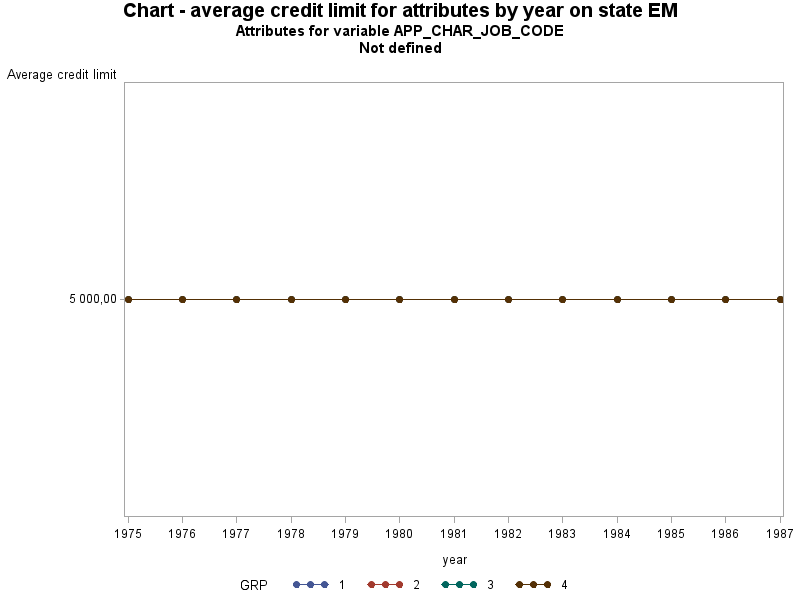 Chart - average credit limit for attributes by year on state EM
Attributes for variable APP_CHAR_JOB_CODE
Not defined
Average credit limit
5 000,00
1975 1976 1977 1978 1979 1980 1981 1982 1983 1984 1985 1986 1987
year
GRP 1 2 3 4